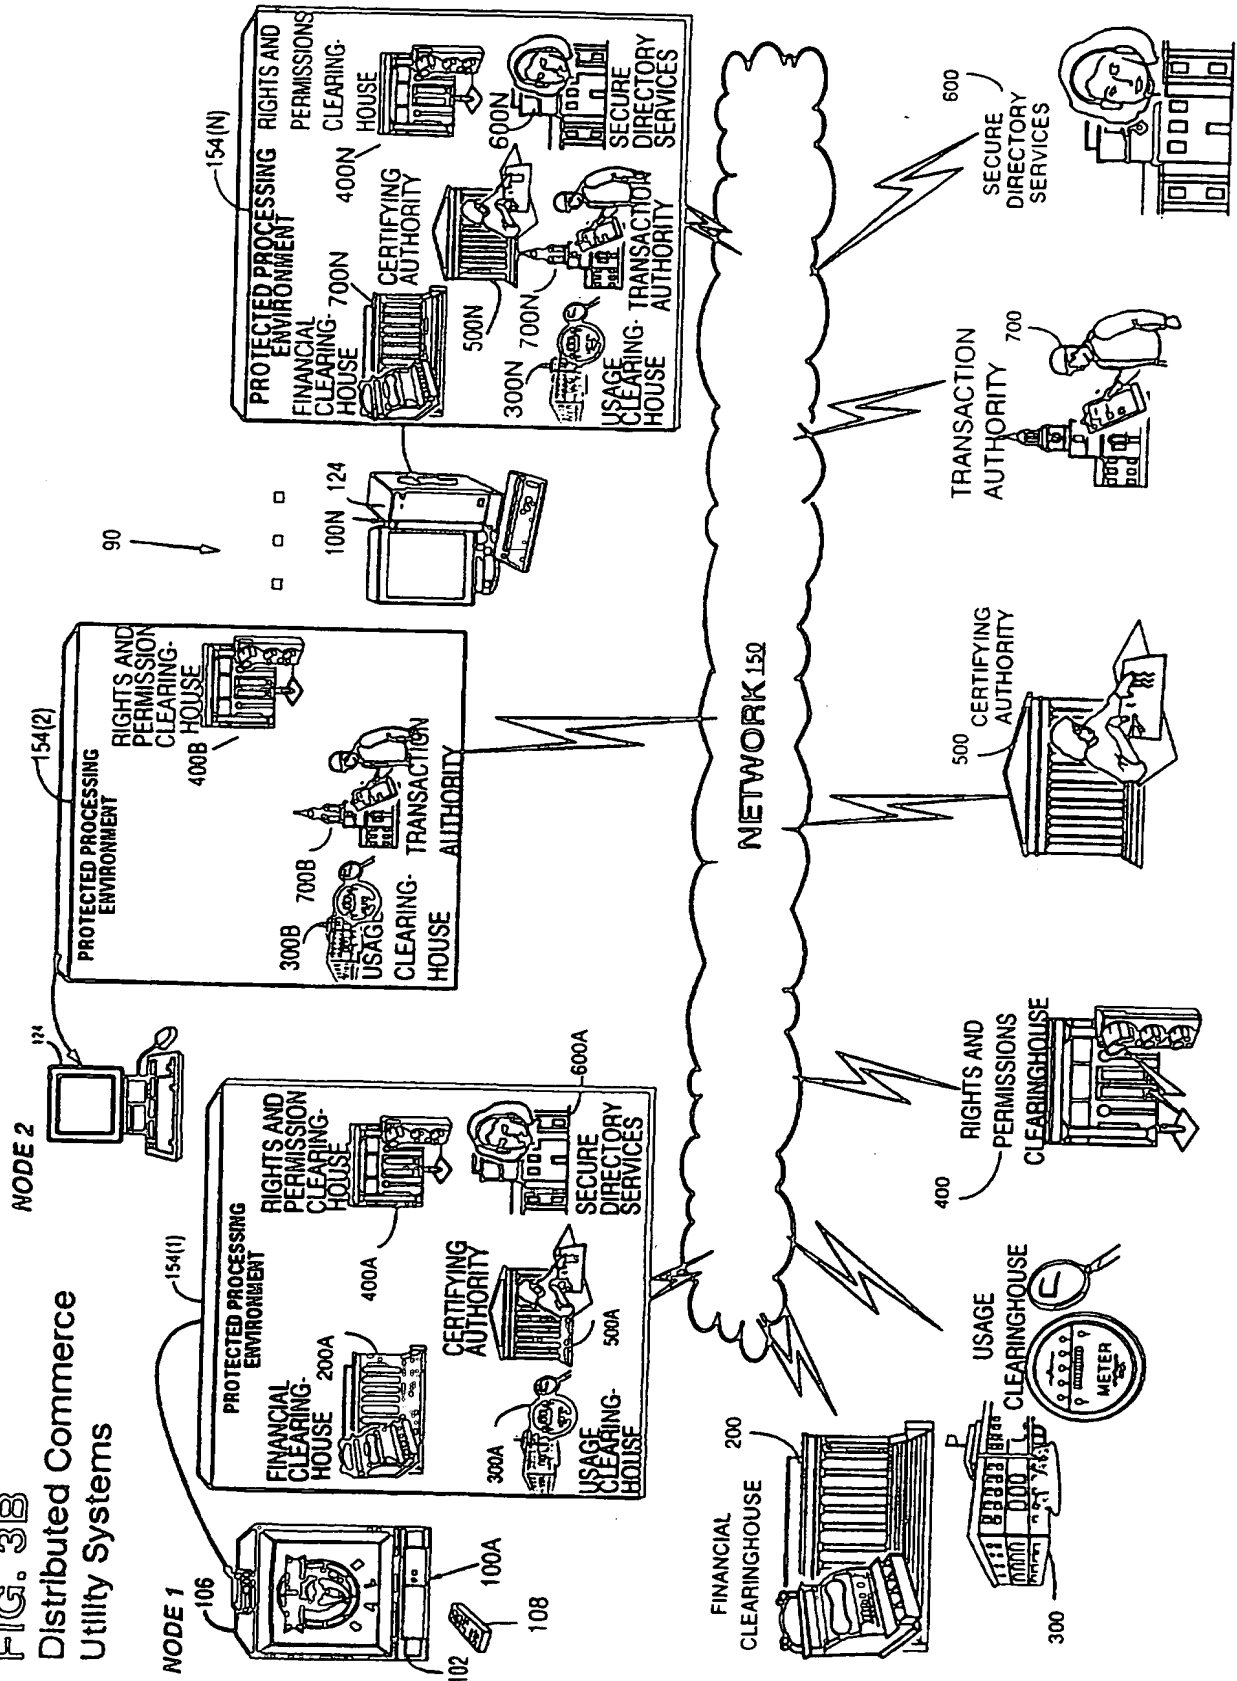 FIG. 3B
Distributed Commerce
Utility Systems
NODE 1
106
102
100A
108
NODE 2
124
90
154(1)
PROTECTED PROCESSING
ENVIRONMENT
FINANCIAL
CLEARING-
HOUSE
200A
RIGHTS AND
PERMISSION
CLEARING-
HOUSE
400A
CERTIFYING
AUTHORITY
500A
300A
USAGE
CLEARING-
HOUSE
SECURE
DIRECTORY
SERVICES
600A
154(2)
PROTECTED PROCESSING
ENVIRONMENT
RIGHTS AND
PERMISSION
CLEARING-
HOUSE
400B
300B
USAGE
CLEARING-
HOUSE
700B
TRANSACTION
AUTHORITY
100N
124
154(N)
PROTECTED PROCESSING
ENVIRONMENT
RIGHTS AND
PERMISSIONS
CLEARING-
HOUSE
400N
FINANCIAL
CLEARING-
HOUSE
700N
CERTIFYING
AUTHORITY
500N
600N
SECURE
DIRECTORY
SERVICES
300N
USAGE
CLEARING-
HOUSE
700N
TRANSACTION
AUTHORITY
NETWORK 150
FINANCIAL
CLEARINGHOUSE
200
USAGE
CLEARINGHOUSE
METER
300
RIGHTS AND
PERMISSIONS
CLEARINGHOUSE
400
500
CERTIFYING
AUTHORITY
TRANSACTION
AUTHORITY
700
SECURE
DIRECTORY
SERVICES
600